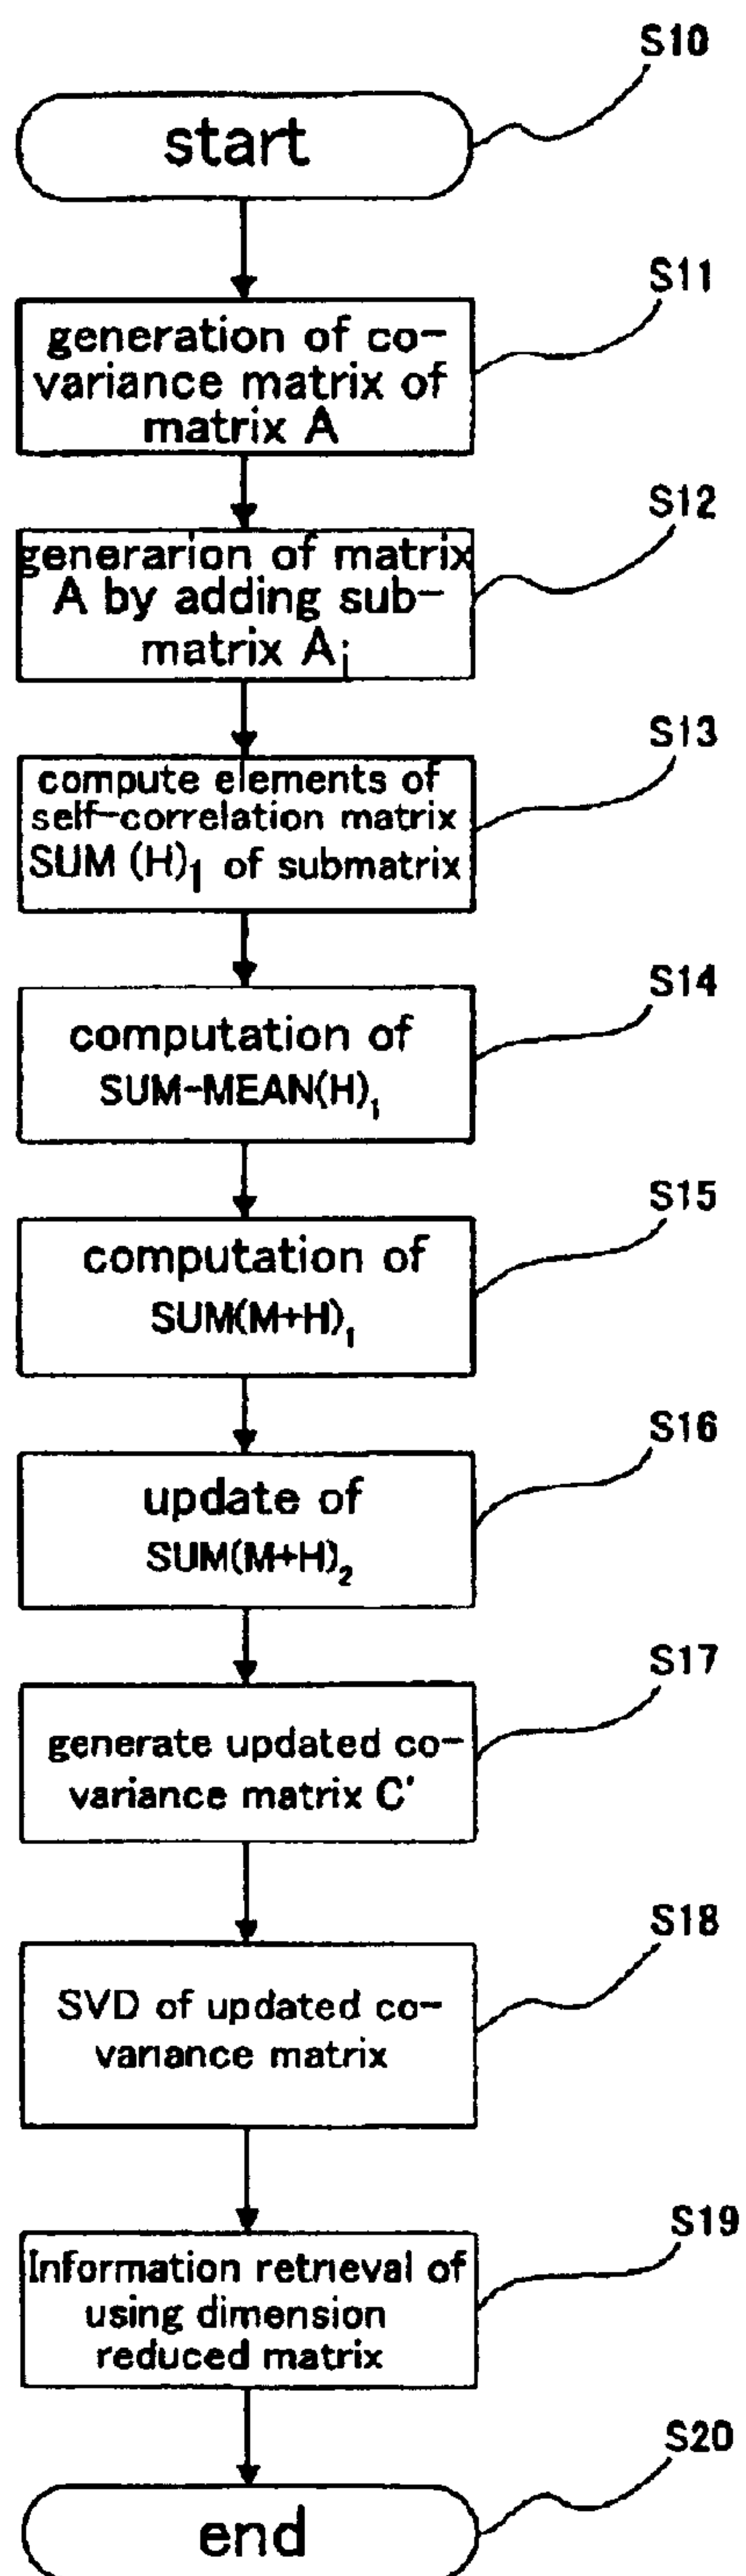 S10
start
S11
generation of co-
variance matrix of
matrix A
S12
generarion of matrix
A by adding sub-
matrix Ai
S13
compute elements of
self-correlation matrix
SUM (H)1 of submatrix
S14
computation of
SUM-MEAN(H)1
S15
computation of
SUM(M+H)1
S16
update of
SUM(M+H)2
S17
generate updated co-
variance matrix C'
S18
SVD of updated co-
variance matrix
S19
Information retrieval of
using dimension
reduced matrix
S20
end